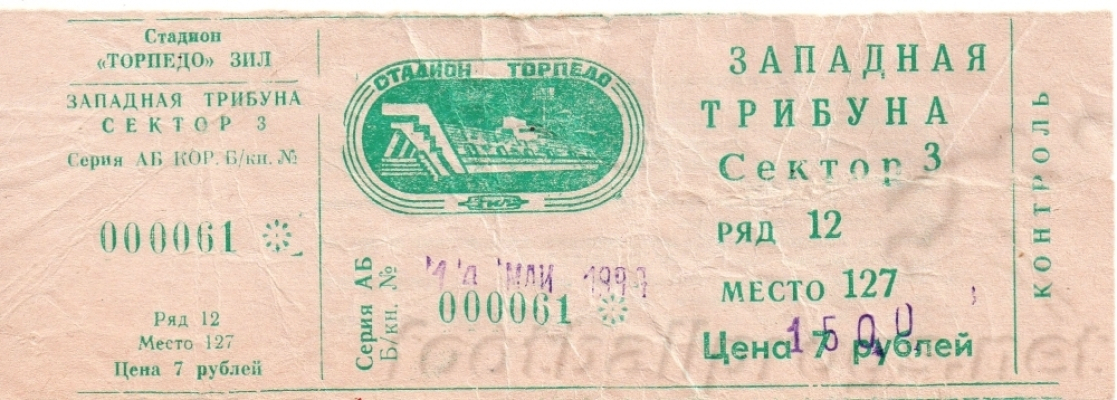 Стадион
«ТОРПЕДО» ЗИЛ
ЗАПАДНАЯ ТРИБУНА
СЕКТОР 3
Серия АБ КОР. Б/кн. №
000061
Ряд 12
Место 127
Цена 7 рублей
СТАДИОН ТОРПЕДО
ЗИЛ
Серия АБ
Б/кн. №
МАЙ
000061
ЗАПАДНАЯ
ТРИБУНА
Сектор 3
РЯД 12
МЕСТО 127
1500
Цена 7 рублей
КОНТРОЛЬ